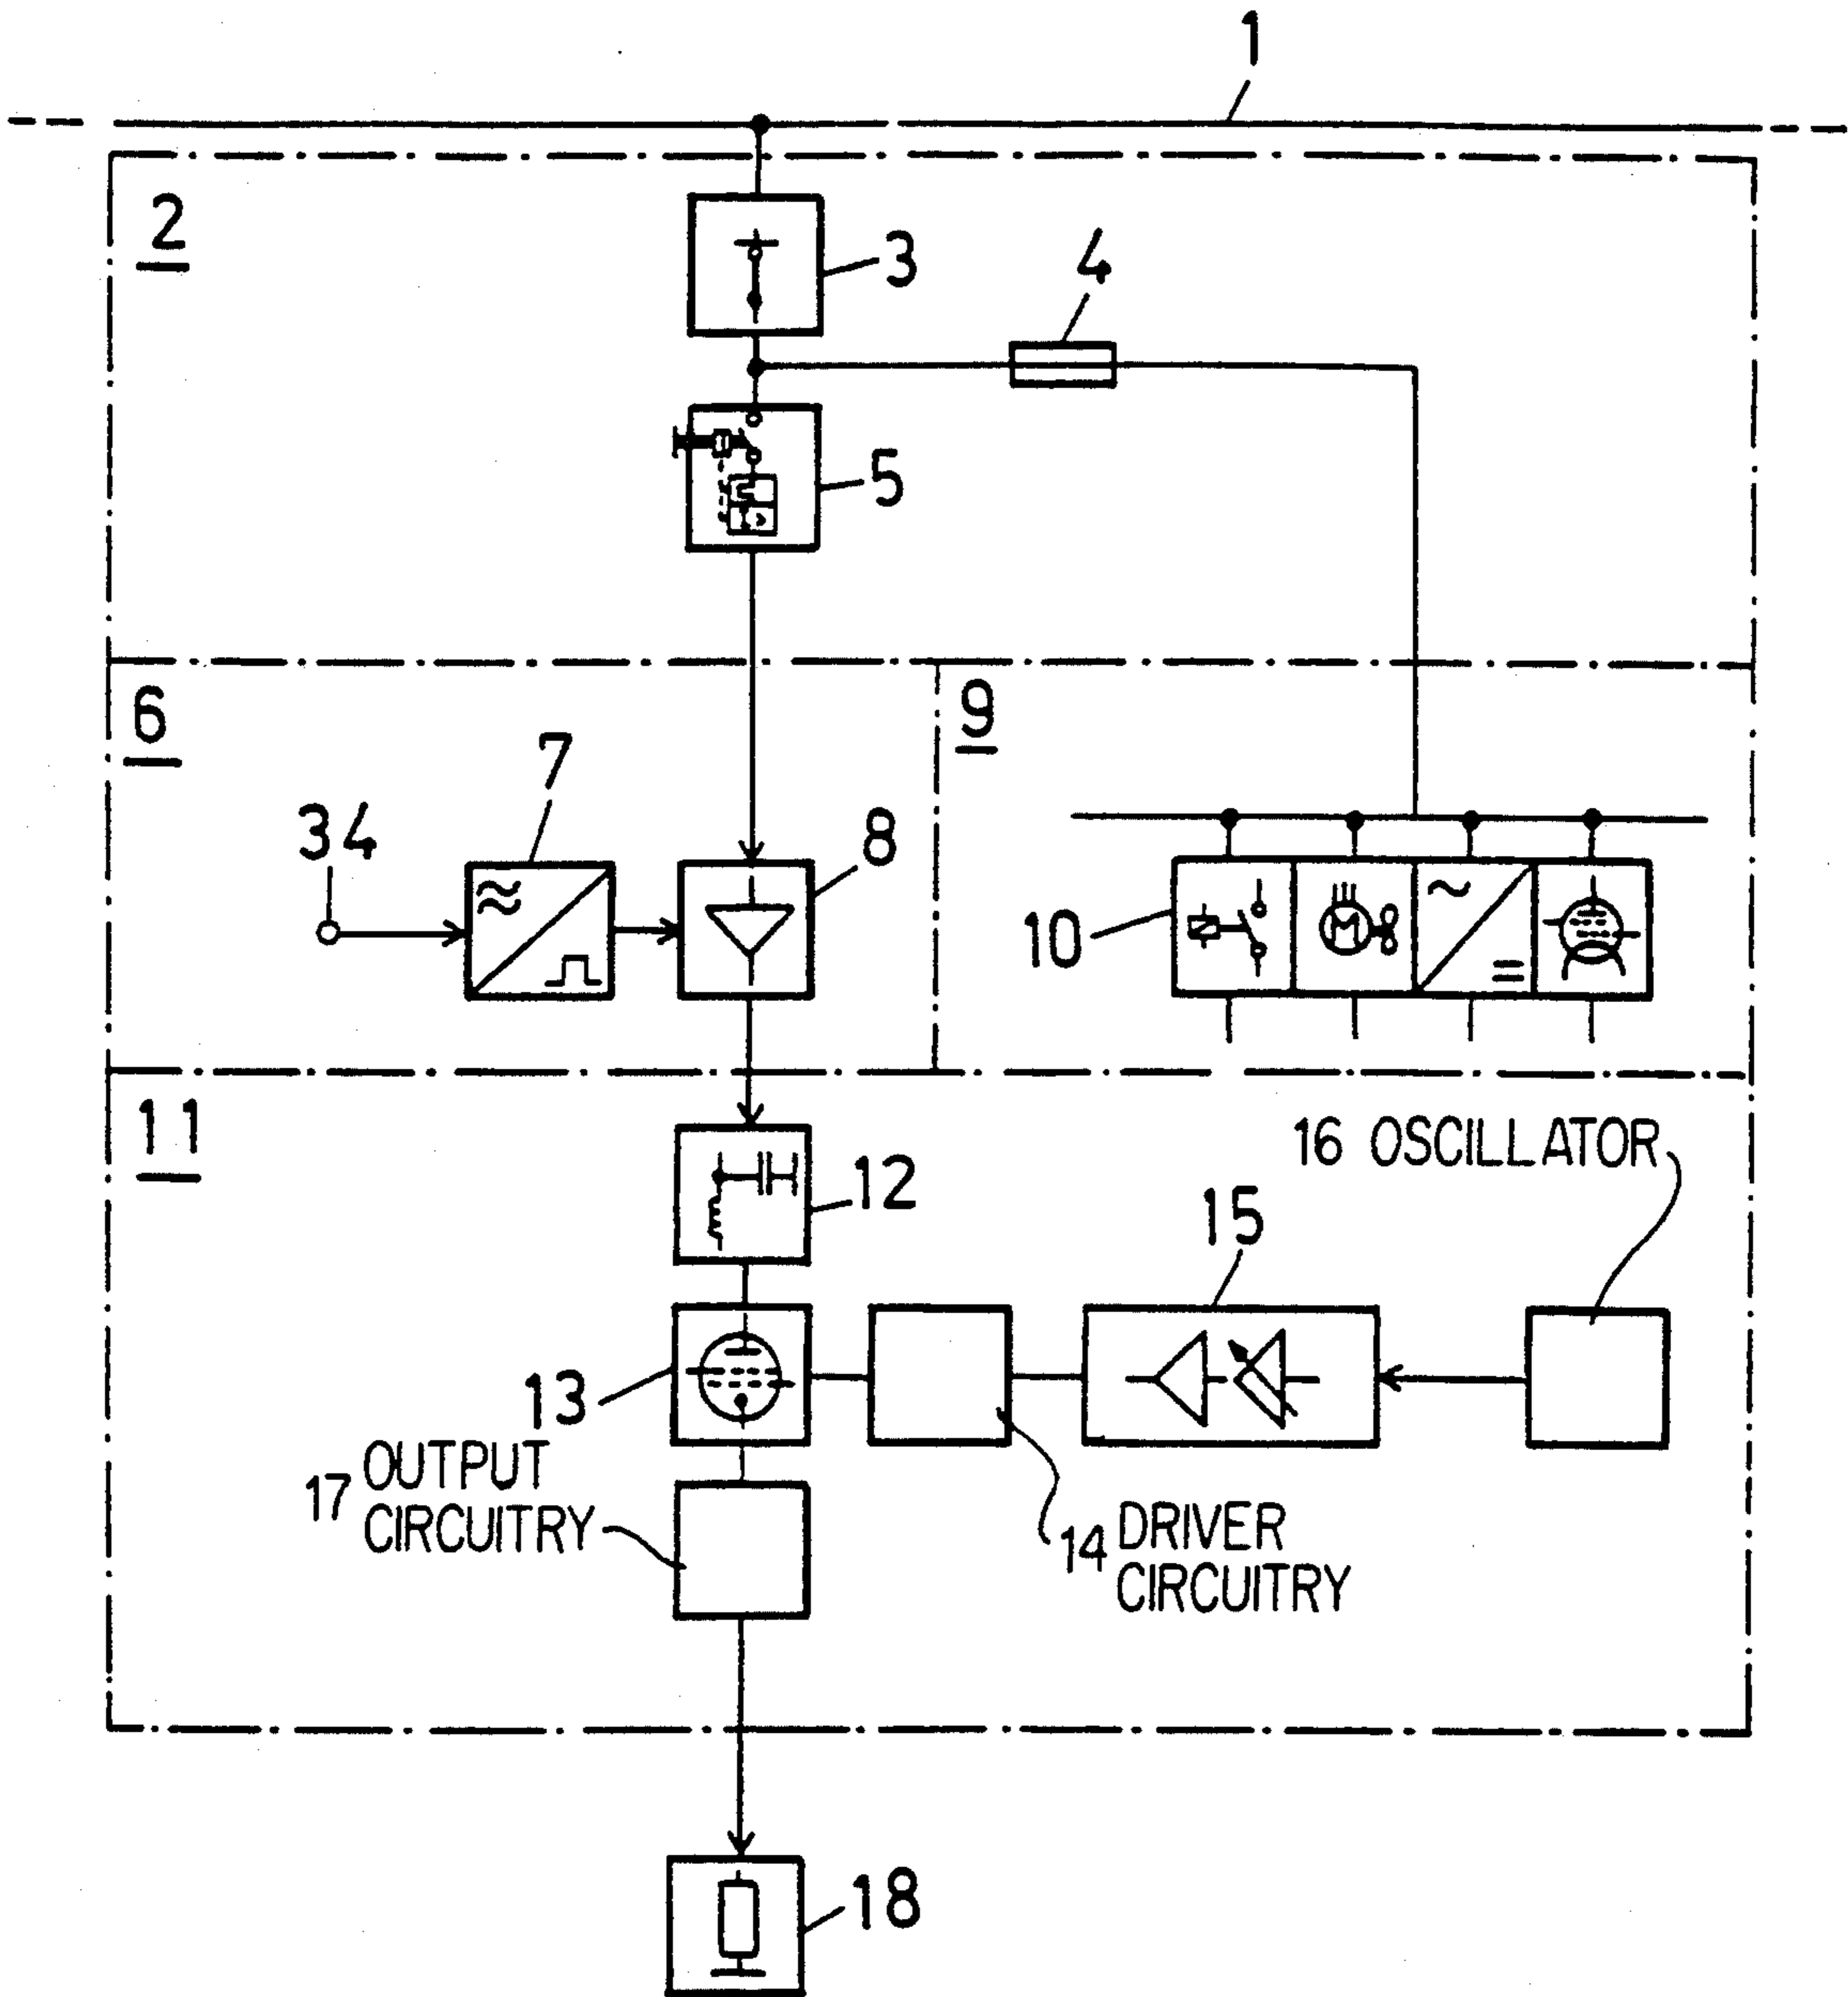 1
2
3
4
5
6
9
7
34
8
10
M
11
16 OSCILLATOR
12
15
13
17 OUTPUT
CIRCUITRY
14 DRIVER
CIRCUITRY
18